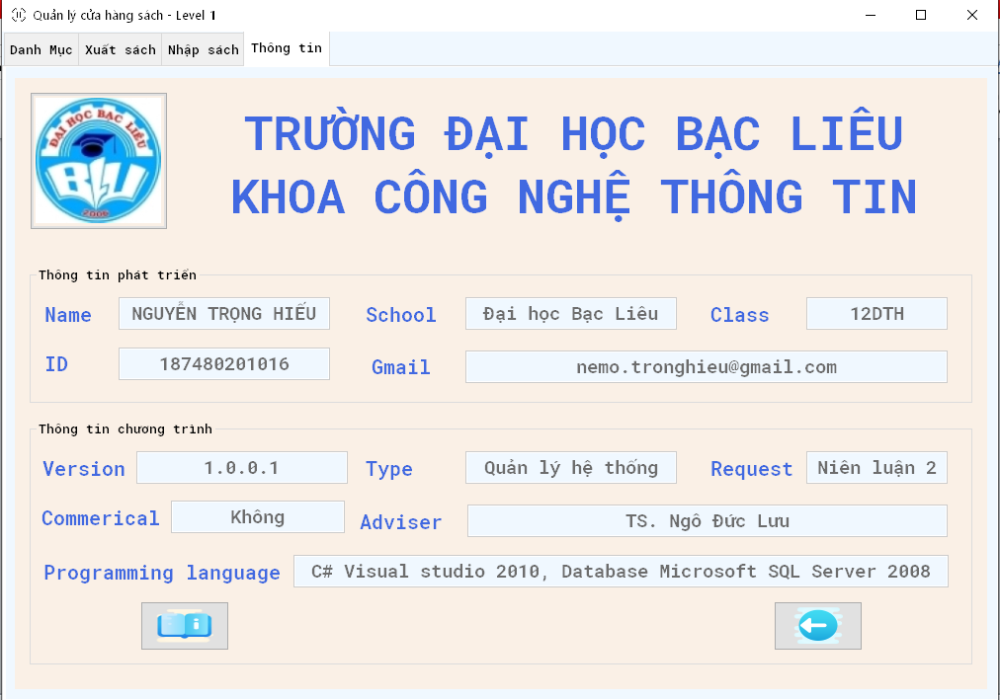 Quản lý cửa hàng sách - Level 1
Danh Mục Xuất sách Nhập sách Thông tin
ĐẠI HỌC BẠC LIÊU
BLU
2006
TRƯỜNG ĐẠI HỌC BẠC LIÊU
KHOA CÔNG NGHỆ THÔNG TIN
Thông tin phát triển
Name NGUYỄN TRỌNG HIẾU School Đại học Bạc Liêu Class 12DTH
ID 187480201016 Gmail nemo.tronghieu@gmail.com
Thông tin chương trình
Version 1.0.0.1 Type Quản lý hệ thống Request Niên luận 2
Commerical Không Adviser TS. Ngô Đức Lưu
Programming language C# Visual studio 2010, Database Microsoft SQL Server 2008